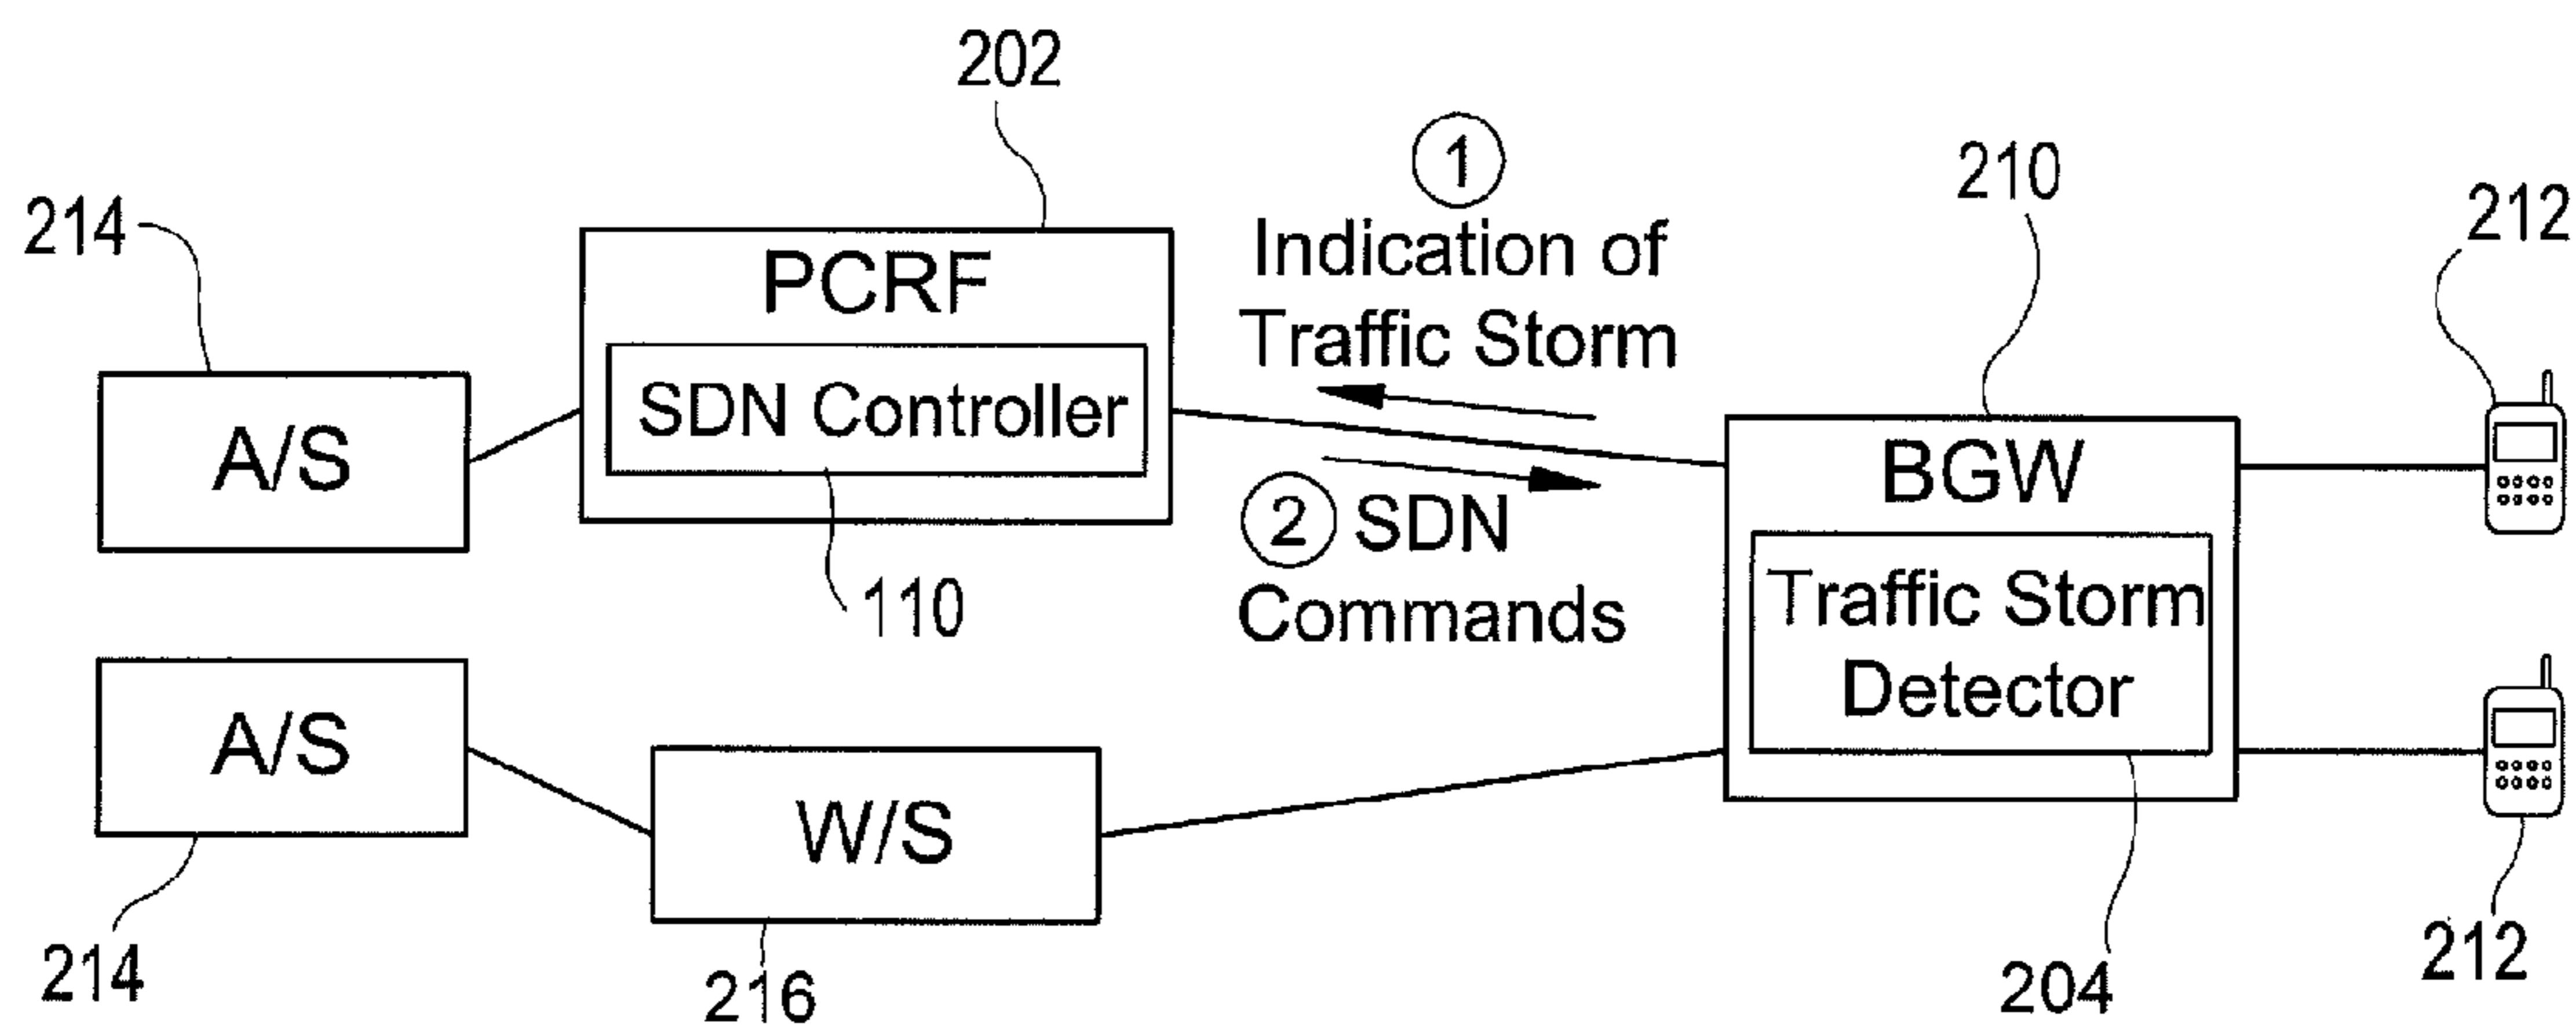 202
1
210
212
214
Indication of
Traffic Storm
PCRF
SDN Controller
A/S
BGW
2 SDN
Commands
110
Traffic Storm
Detector
A/S
W/S
214
216
204
212